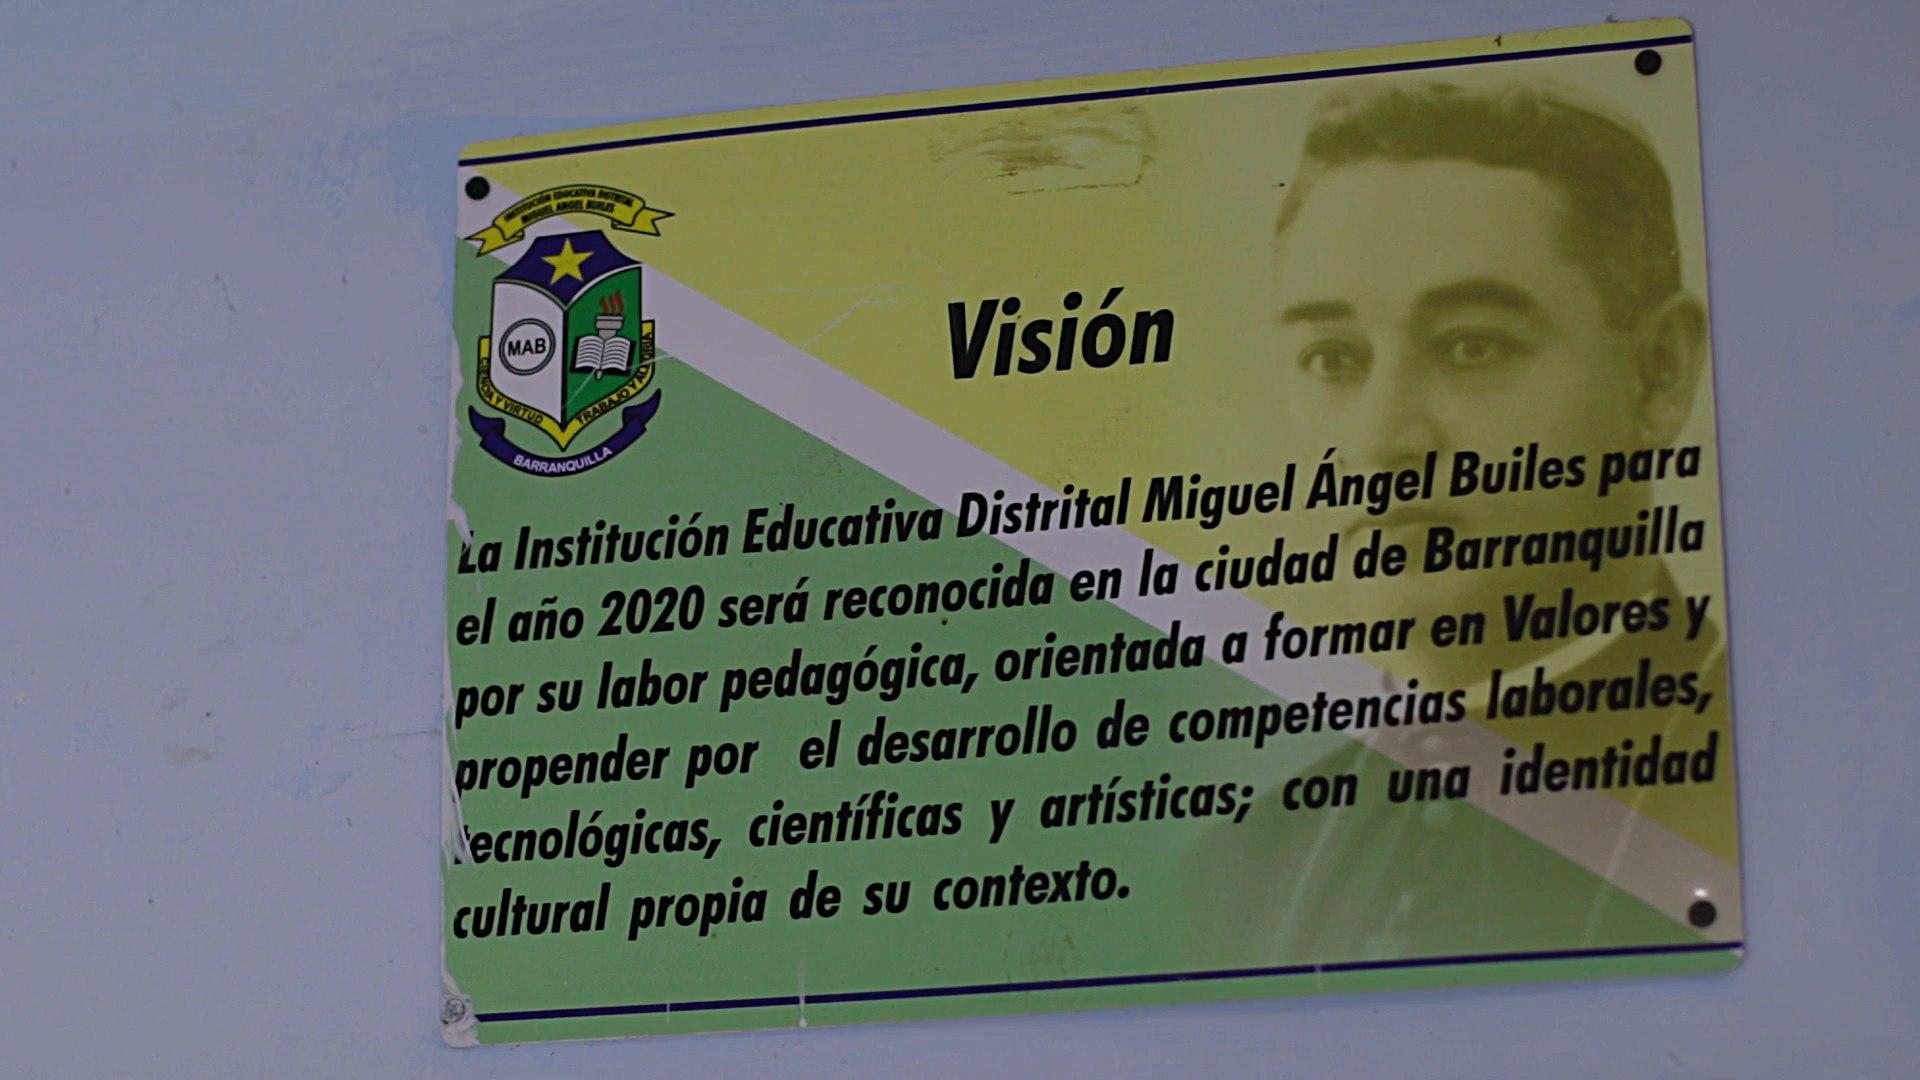 INSTITUCIÓN EDUCATIVA DISTRITAL
MIGUEL ANGEL BUILES
MAB
CIENCIA Y VIRTUD
TRABAJO Y ALEGRIA
BARRANQUILLA
Visión
La Institución Educativa Distrital Miguel Ángel Builes para
el año 2020 será reconocida en la ciudad de Barranquilla
por su labor pedagógica, orientada a formar en Valores y
propender por el desarrollo de competencias laborales,
tecnológicas, científicas y artísticas; con una identidad
cultural propia de su contexto.